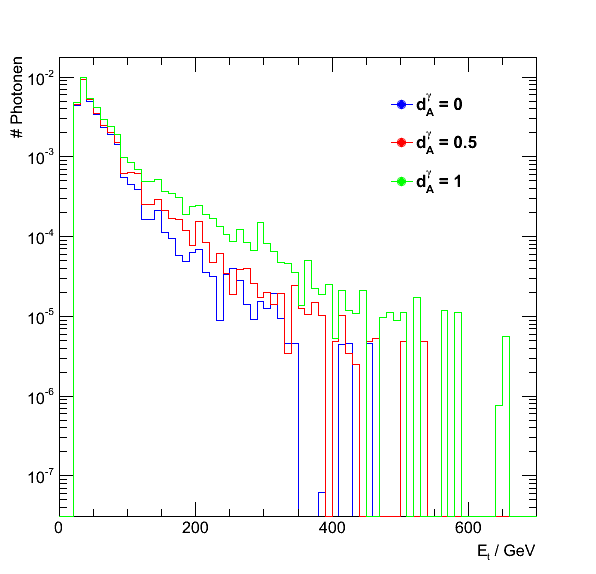 # Photonen
10⁻²
10⁻³
10⁻⁴
10⁻⁵
10⁻⁶
10⁻⁷
d_A^γ = 0
d_A^γ = 0.5
d_A^γ = 1
0 200 400 600
E_t / GeV